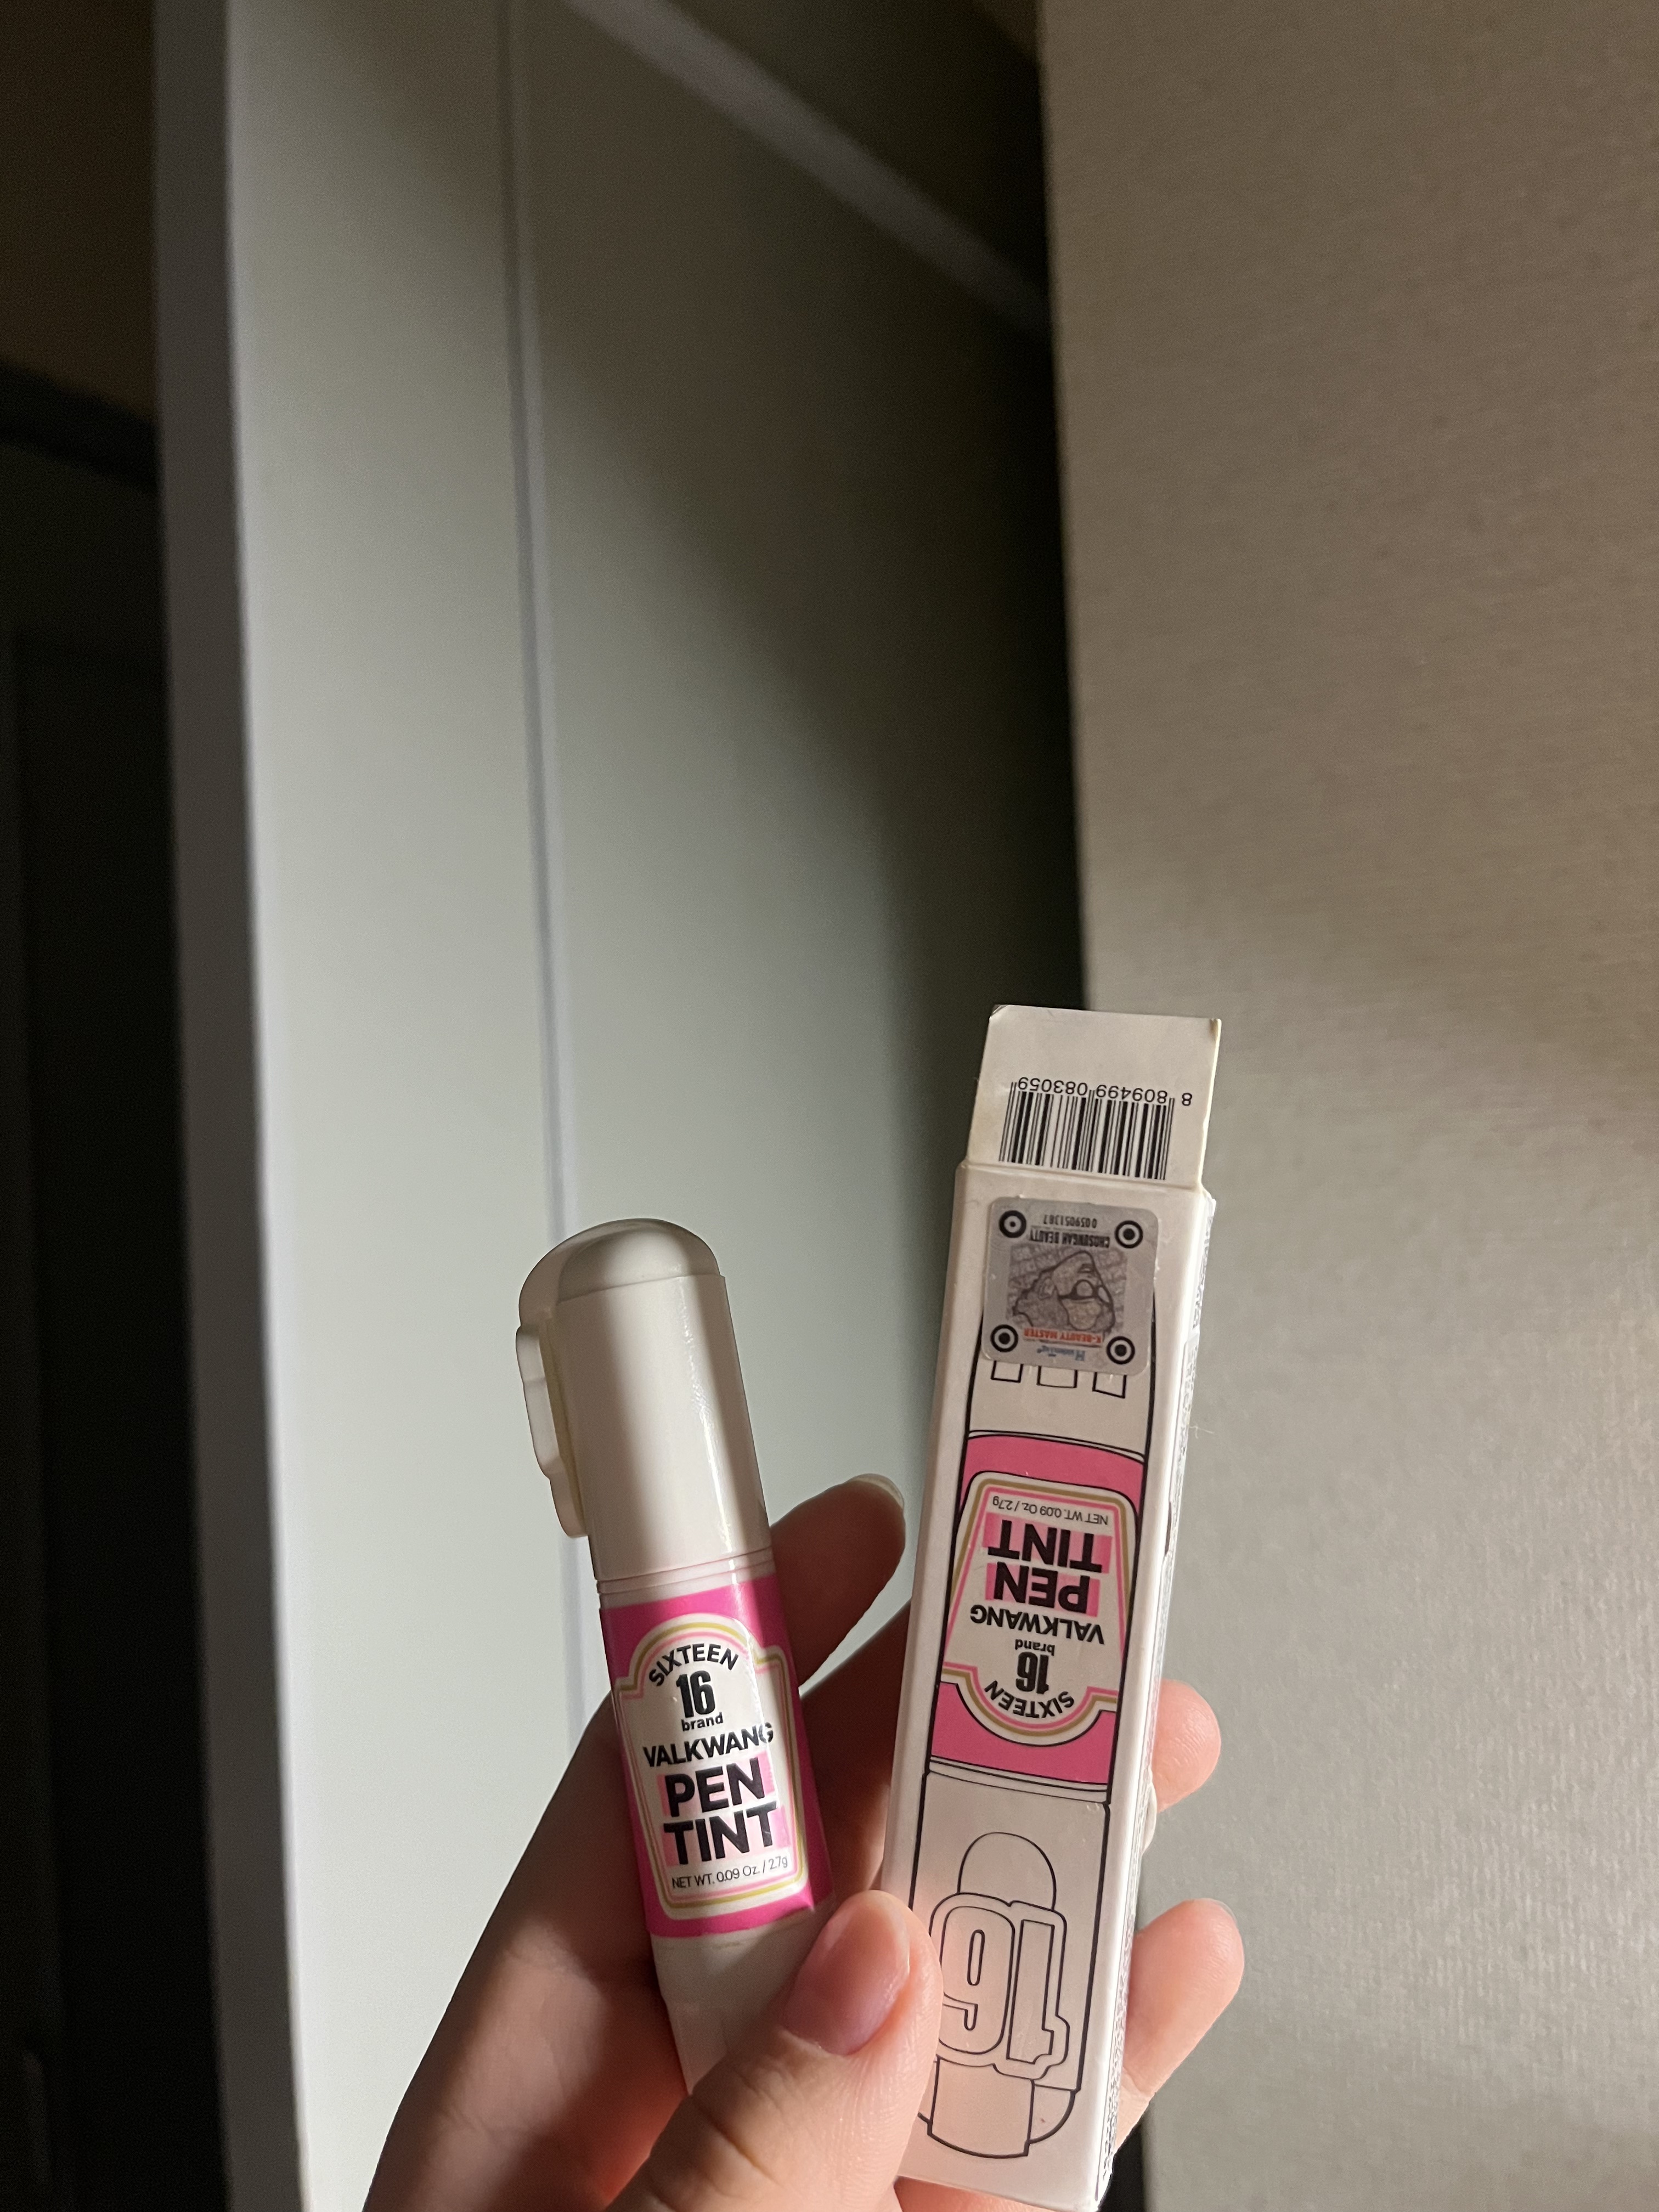 SIXTEEN
16
brand
VALKWANG
PEN
TINT
NET WT. 0.09 Oz. / 2.7g
SIXTEEN
16
brand
VALKWANG
PEN
TINT
NET WT. 0.09 Oz. / 2.7g
16
K-BEAUTY MASTER
CHOSUNGAH BEAUTY
0059051387
8 809499 083059